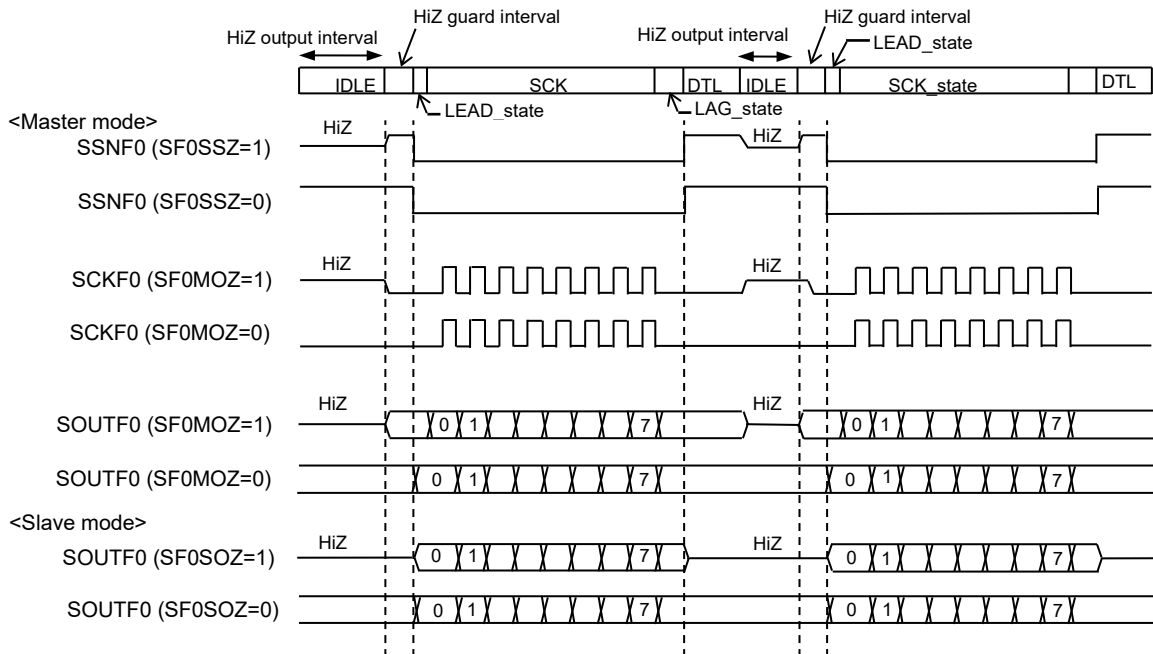 HiZ guard interval HiZ guard interval
HiZ output interval HiZ output interval LEAD_state
IDLE SCK DTL IDLE SCK_state DTL
LEAD_state LAG_state
<Master mode>
HiZ HiZ
SSNF0 (SF0SSZ=1)
SSNF0 (SF0SSZ=0)
HiZ HiZ
SCKF0 (SF0MOZ=1)
SCKF0 (SF0MOZ=0)
HiZ HiZ
SOUTF0 (SF0MOZ=1) 0 1 7 0 1 7
SOUTF0 (SF0MOZ=0) 0 1 7 0 1 7
<Slave mode>
HiZ HiZ
SOUTF0 (SF0SOZ=1) 0 1 7 0 1 7
SOUTF0 (SF0SOZ=0) 0 1 7 0 1 7